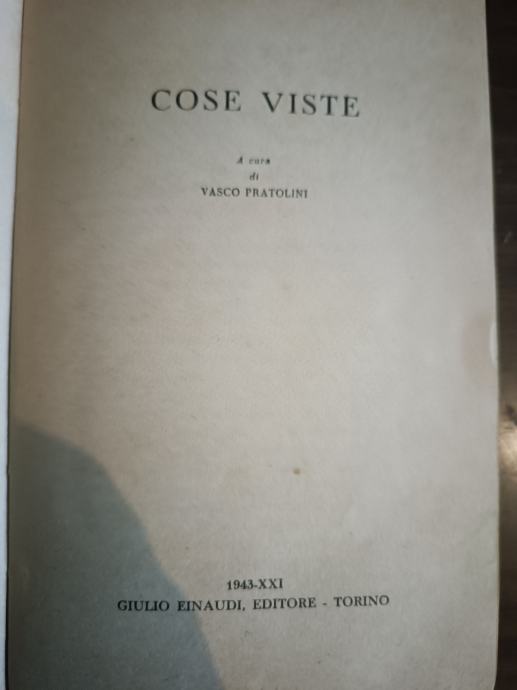 COSE VISTE
A cura
di
VASCO PRATOLINI
1943-XXI
GIULIO EINAUDI, EDITORE - TORINO